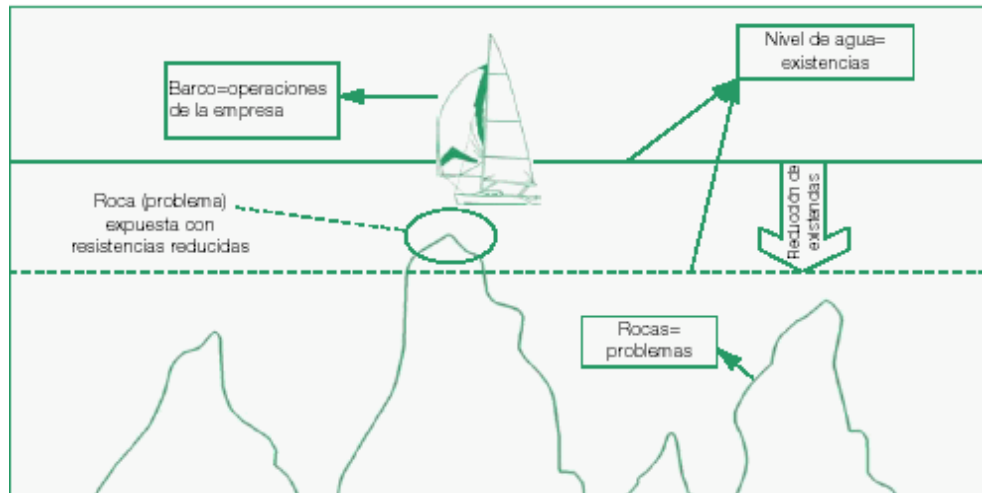 Nivel de agua=
existencias
Barco=operaciones
de la empresa
Roca (problema)
expuesta con
resistencias reducidas
Reducción de
existencias
Rocas=
problemas